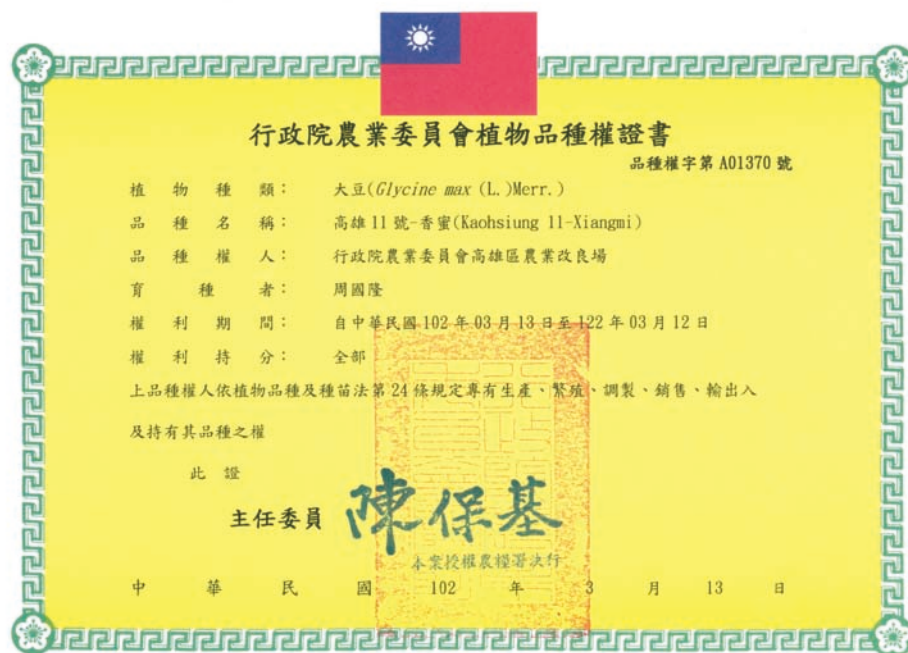 行政院農業委員會植物品種權證書
品種權字第 A01370 號
植物種類： 大豆(Glycine max (L.)Merr.)
品種名稱： 高雄 11 號-香蜜(Kaohsiung 11-Xiangmi)
品種權人： 行政院農業委員會高雄區農業改良場
育種者： 周國隆
權利期間： 自中華民國 102 年 03 月 13 日至 122 年 03 月 12 日
權利持分： 全部
上品種權人依植物品種及種苗法第 24 條規定專有生產、繁殖、調製、銷售、輸出入
及持有其品種之權
此證
主任委員 陳保基
本案授權農糧署決行
中華民國 102 年 3 月 13 日